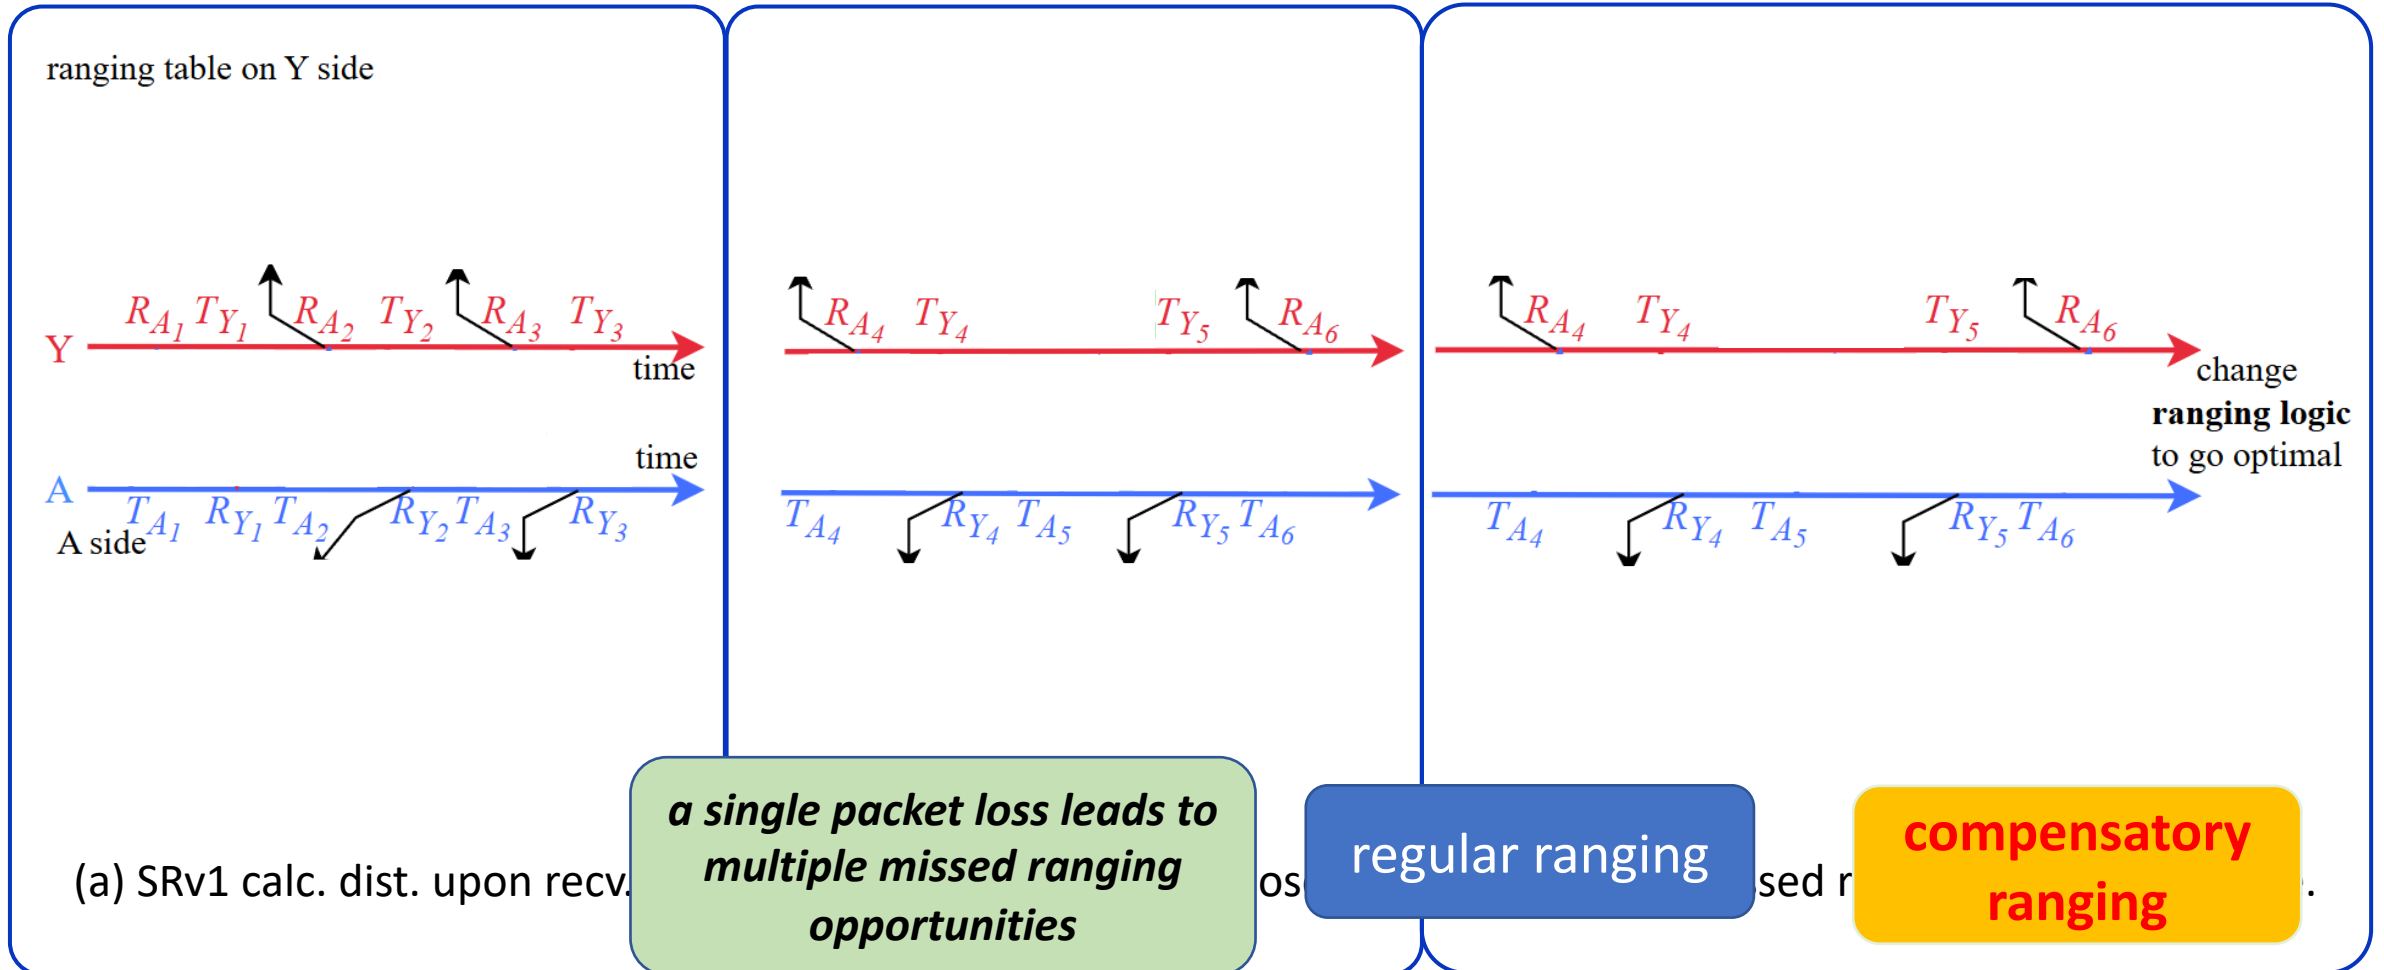 ranging table on Y side
R_{A_1} T_{Y_1} R_{A_2} T_{Y_2} R_{A_3} T_{Y_3}
Y
time
time
A
T_{A_1} R_{Y_1} T_{A_2} R_{Y_2} T_{A_3} R_{Y_3}
A side
R_{A_4} T_{Y_4} T_{Y_5} R_{A_6}
T_{A_4} R_{Y_4} T_{A_5} R_{Y_5} T_{A_6}
R_{A_4} T_{Y_4} T_{Y_5} R_{A_6}
change
ranging logic
to go optimal
T_{A_4} R_{Y_4} T_{A_5} R_{Y_5} T_{A_6}
(a) SRv1 calc. dist. upon recv.
a single packet loss leads to
multiple missed ranging
opportunities
regular ranging
compensatory
ranging